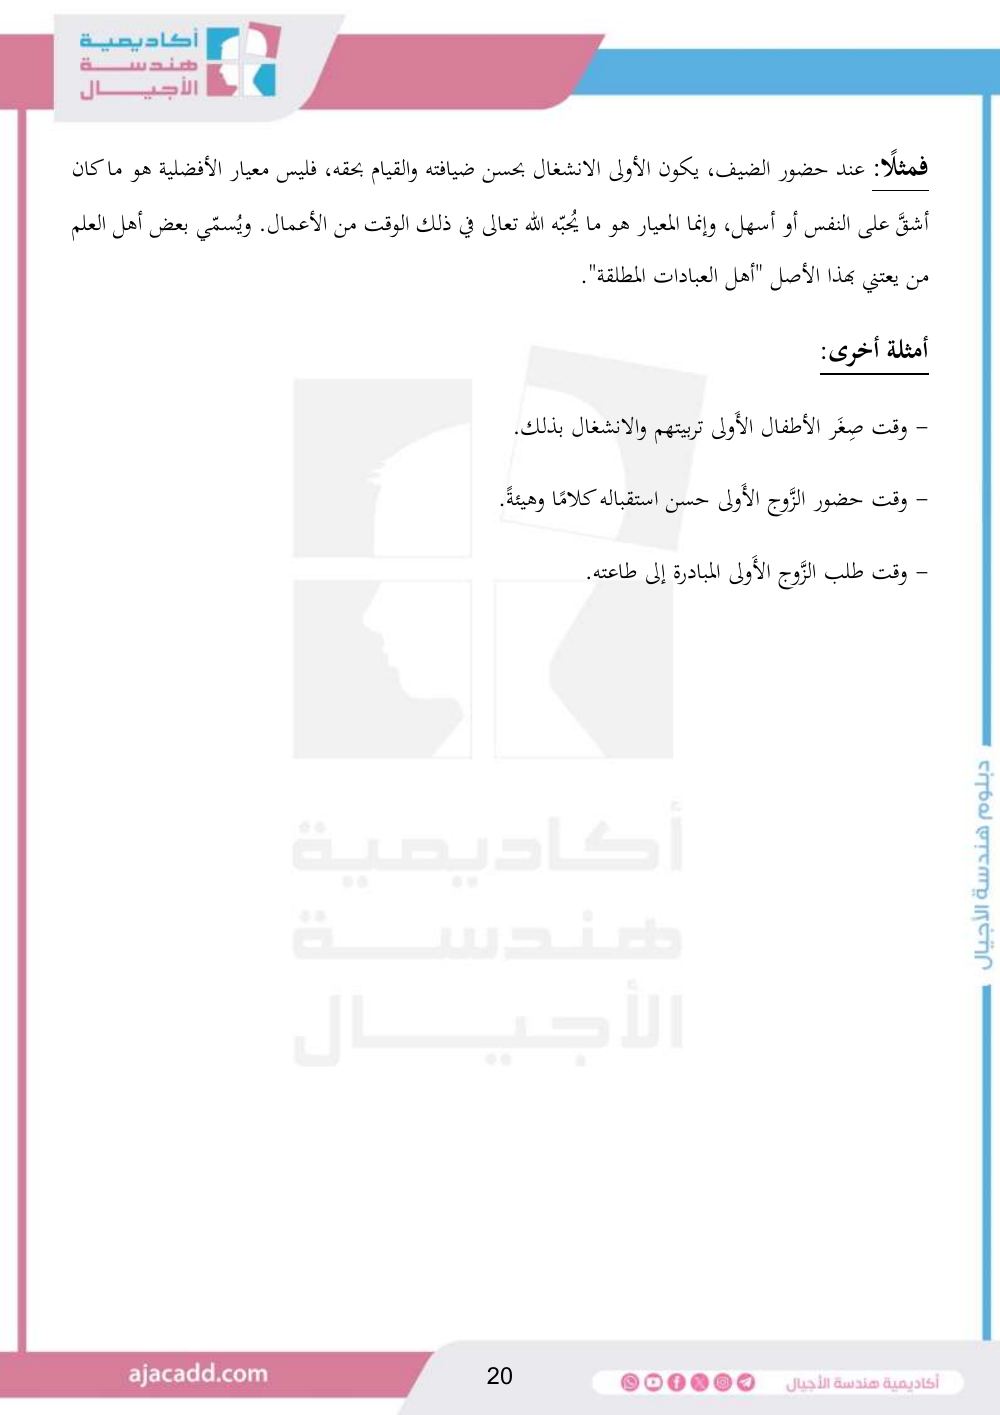 أكاديمية
هندسة
الأجيال
فمثلًا: عند حضور الضيف، يكون الأولى الانشغال بحسن ضيافته والقيام بحقه، فليس معيار الأفضلية هو ما كان
أشقَّ على النفس أو أسهل، وإنما المعيار هو ما يُحبّه الله تعالى في ذلك الوقت من الأعمال. ويُسمّي بعض أهل العلم
من يعتني بهذا الأصل "أهل العبادات المطلقة".
أمثلة أخرى:
– وقت صِغَر الأطفال الأَولى تربيتهم والانشغال بذلك.
– وقت حضور الزَّوج الأَولى حسن استقباله كلامًا وهيئةً.
– وقت طلب الزَّوج الأَولى المبادرة إلى طاعته.
أكاديمية
هندسة
الأجيال
دبلوم هندسة الأجيال
أكاديمية هندسة الأجيال
20
ajacadd.com